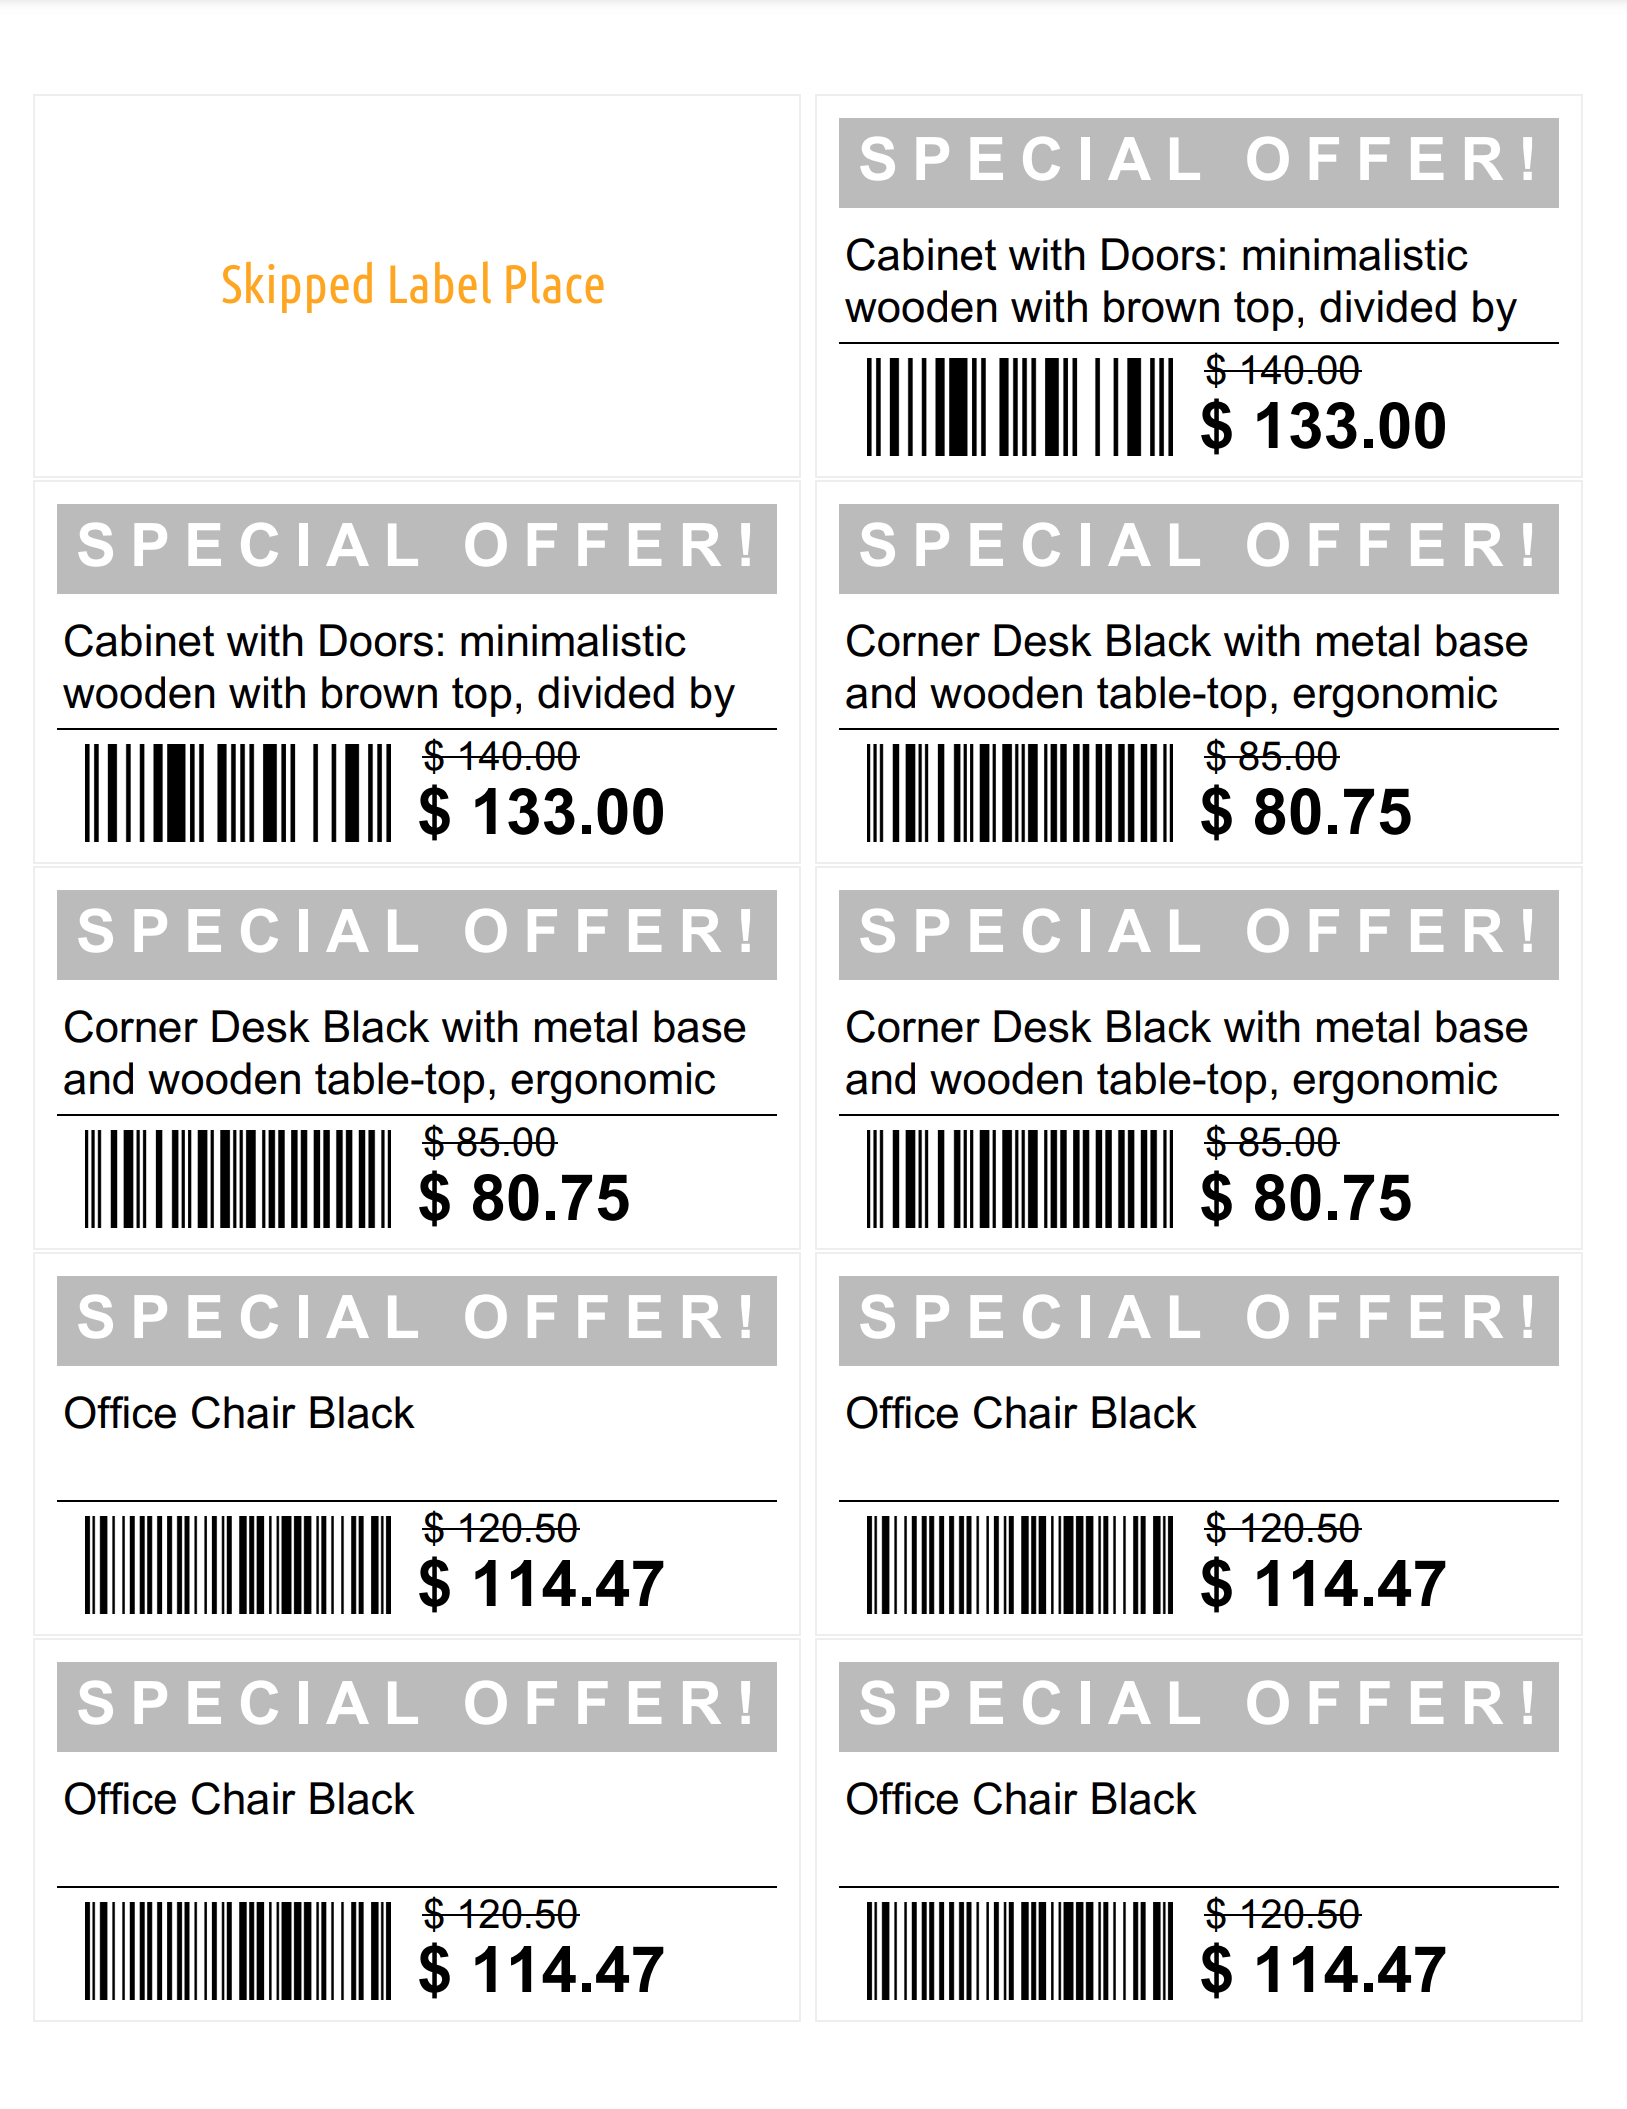 Skipped Label Place
SPECIAL OFFER!
Cabinet with Doors: minimalistic
wooden with brown top, divided by
$ 140.00
$ 133.00
SPECIAL OFFER!
Cabinet with Doors: minimalistic
wooden with brown top, divided by
$ 140.00
$ 133.00
SPECIAL OFFER!
Corner Desk Black with metal base
and wooden table-top, ergonomic
$ 85.00
$ 80.75
SPECIAL OFFER!
Corner Desk Black with metal base
and wooden table-top, ergonomic
$ 85.00
$ 80.75
SPECIAL OFFER!
Corner Desk Black with metal base
and wooden table-top, ergonomic
$ 85.00
$ 80.75
SPECIAL OFFER!
Office Chair Black
$ 120.50
$ 114.47
SPECIAL OFFER!
Office Chair Black
$ 120.50
$ 114.47
SPECIAL OFFER!
Office Chair Black
$ 120.50
$ 114.47
SPECIAL OFFER!
Office Chair Black
$ 120.50
$ 114.47